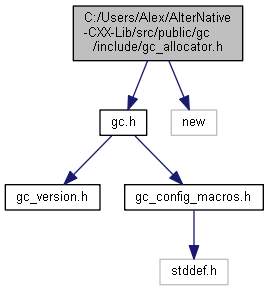 C:/Users/Alex/AlterNative
-CXX-Lib/src/public/gc
/include/gc_allocator.h
gc.h
new
gc_version.h
gc_config_macros.h
stddef.h